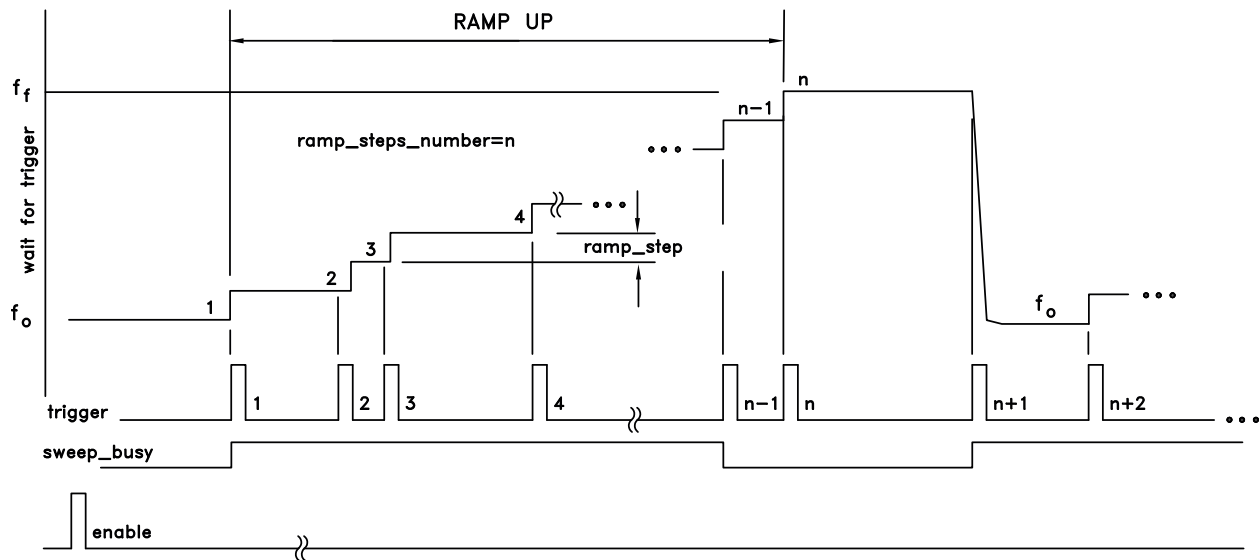 RAMP UP
f_f
n
n-1
wait for trigger
ramp_steps_number=n
4
3
ramp_step
2
1
f_o
f_o
trigger
1
2
3
4
n-1
n
n+1
n+2
sweep_busy
enable